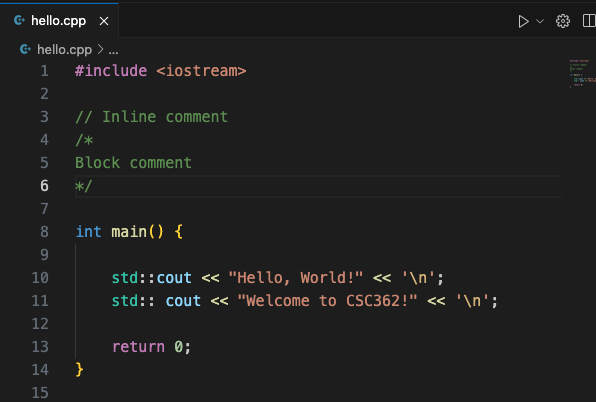 hello.cpp
hello.cpp > ...
1 #include <iostream>
2
3 // Inline comment
4 /*
5 Block comment
6 */
7
8 int main() {
9
10 std::cout << "Hello, World!" << '\n';
11 std:: cout << "Welcome to CSC362!" << '\n';
12
13 return 0;
14 }
15